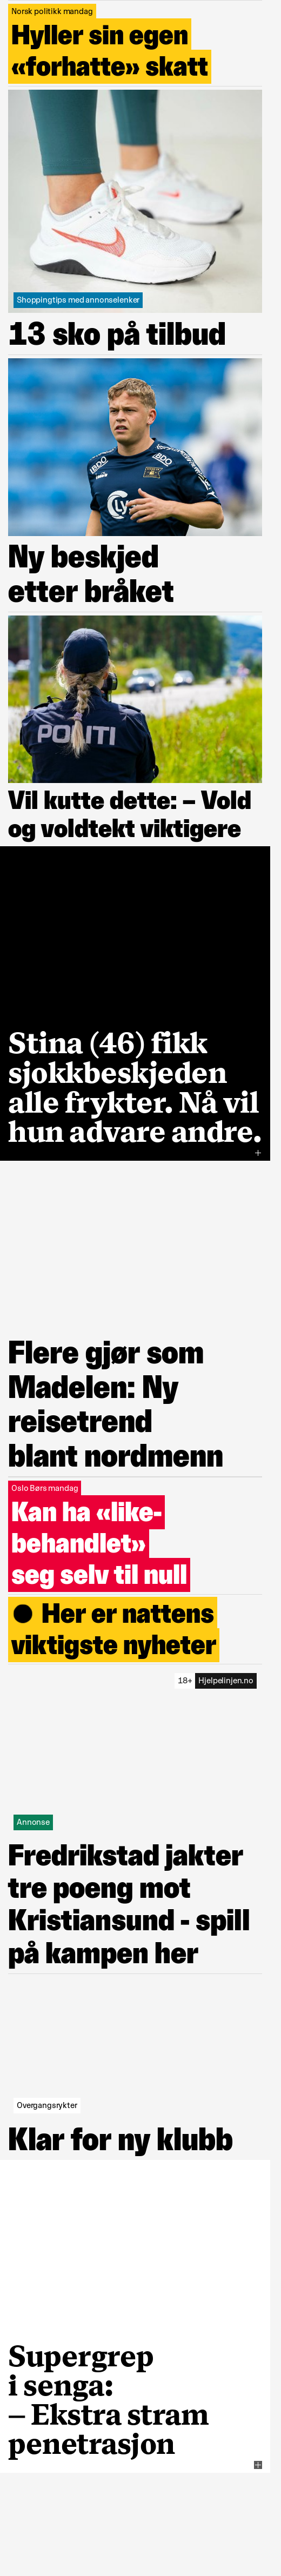 Norsk politikk mandag
Hyller sin egen
«forhatte» skatt
Shoppingtips med annonselenker
13 sko på tilbud
IBDO
IBDO
Ny beskjed
etter bråket
POLITI
Vil kutte dette: – Vold
og voldtekt viktigere
Stina (46) fikk
sjokkbeskjeden
alle frykter. Nå vil
hun advare andre.
Flere gjør som
Madelen: Ny
reisetrend
blant nordmenn
Oslo Børs mandag
Kan ha «like-
behandlet»
seg selv til null
Her er nattens
viktigste nyheter
18+ Hjelpelinjen.no
Annonse
Fredrikstad jakter
tre poeng mot
Kristiansund - spill
på kampen her
Overgangsrykter
Klar for ny klubb
Supergrep
i senga:
– Ekstra stram
penetrasjon